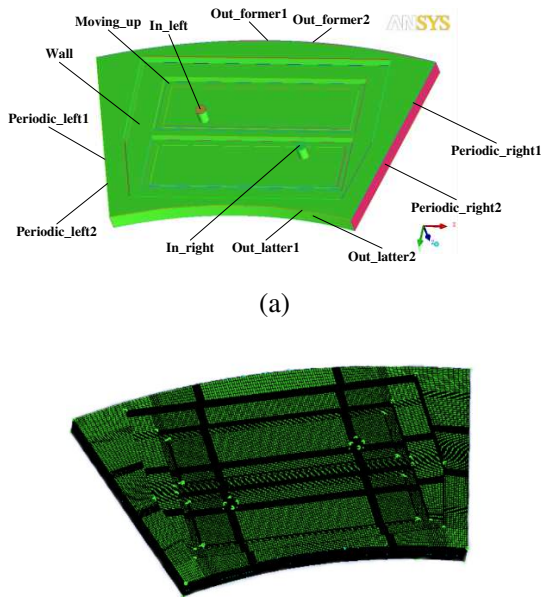 Out_former1
Out_former2
Moving_up
In_left
ANSYS
Wall
Periodic_left1
Periodic_right1
Periodic_right2
Periodic_left2
In_right
Out_latter1
Out_latter2
(a)